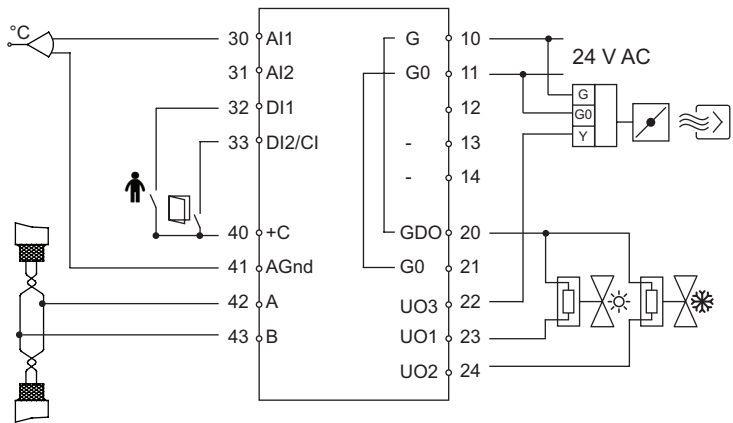 °C
30 AI1 G 10
24 V AC
31 AI2 G0 11
G
32 DI1 12
G0
Y
33 DI2/CI - 13
- 14
40 +C GDO 20
41 AGnd G0 21
42 A UO3 22
43 B UO1 23
UO2 24